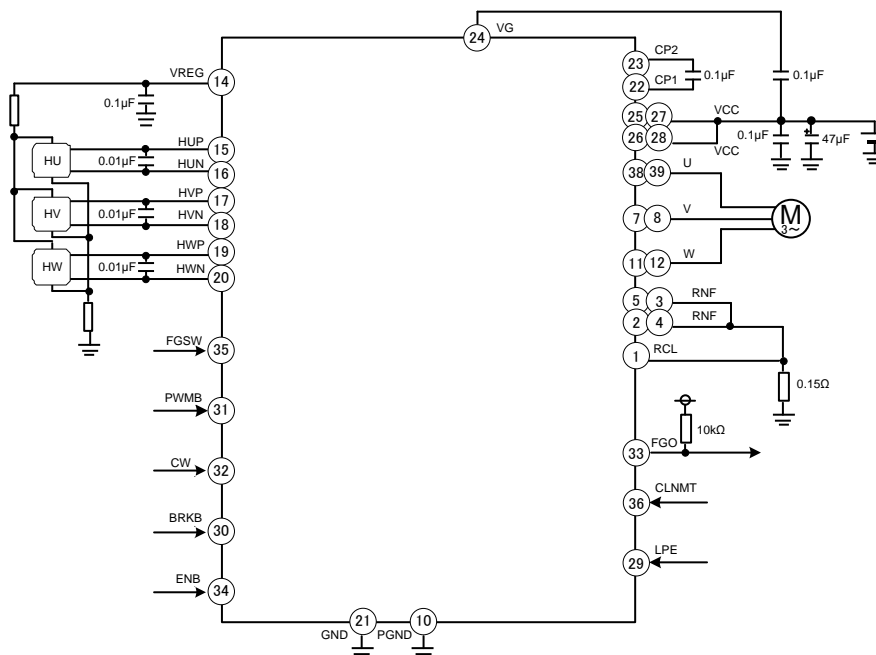 24 VG
VREG 14
0.1µF
23 CP2
22 CP1
0.1µF
0.1µF
25 27 VCC
26 28 VCC
0.1µF
47µF
+
HU
HUP 15
0.01µF
HUN 16
HV
HVP 17
0.01µF
HVN 18
HW
HWP 19
0.01µF
HWN 20
38 39 U
7 8 V
11 12 W
M
3~
5 3 RNF
2 4 RNF
1 RCL
0.15Ω
FGSW 35
PWMB 31
CW 32
BRKB 30
ENB 34
10kΩ
33 FGO
36 CLNMT
29 LPE
21 GND
10 PGND